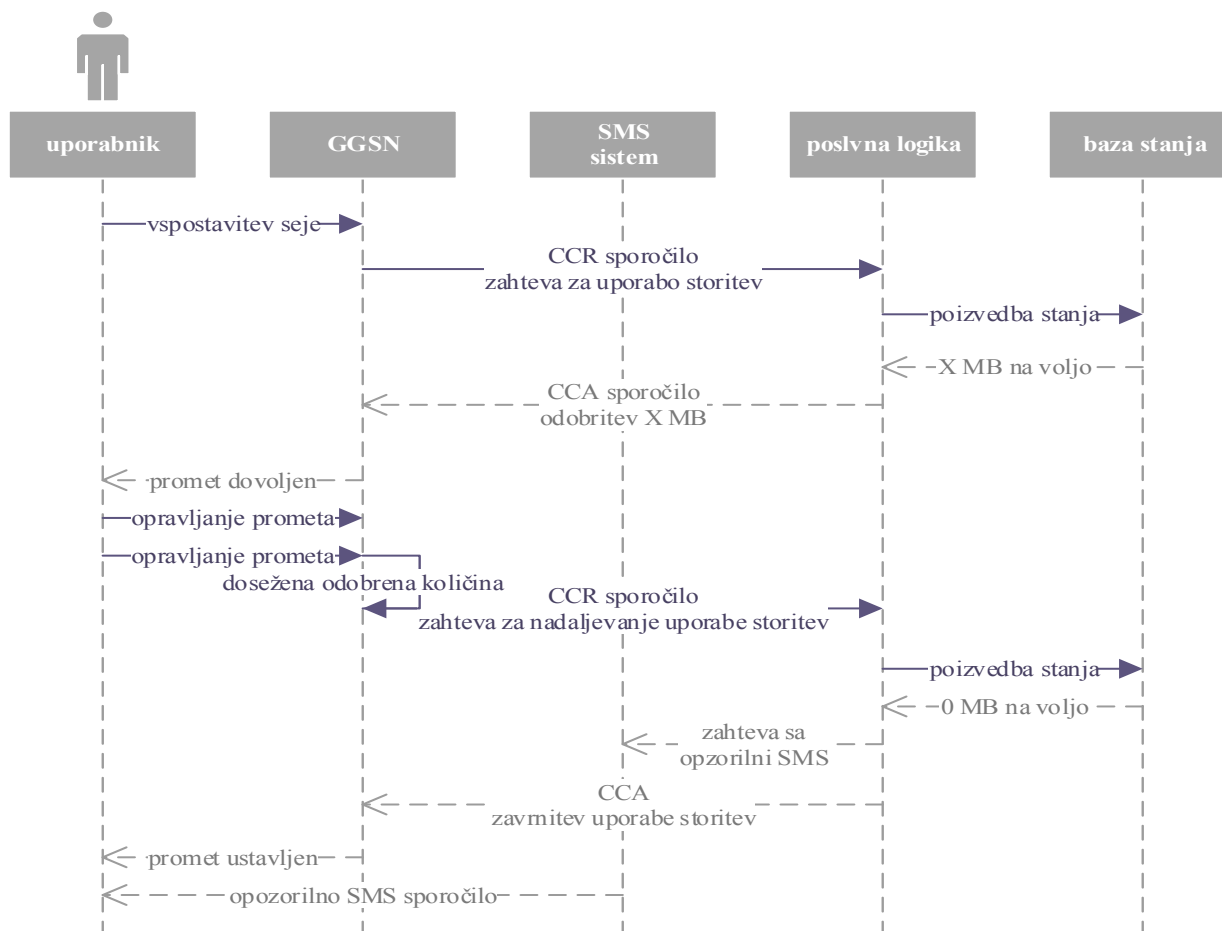 uporabnik
GGSN
SMS
sistem
poslvna logika
baza stanja
vspostavitev seje
CCR sporočilo
zahteva za uporabo storitev
poizvedba stanja
X MB na voljo
CCA sporočilo
odobritev X MB
promet dovoljen
opravljanje prometa
opravljanje prometa
dosežena odobrena količina
CCR sporočilo
zahteva za nadaljevanje uporabe storitev
poizvedba stanja
0 MB na voljo
zahteva sa
opzorilni SMS
CCA
zavrnitev uporabe storitev
promet ustavljen
opozorilno SMS sporočilo